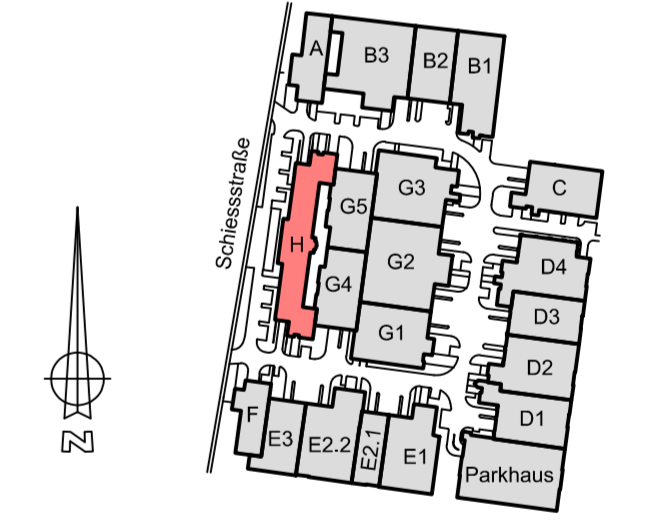 A
B3
B2
B1
Schiessstraße
C
G3
G5
H
G2
G4
G1
D4
D3
D2
D1
F
E3
E2.2
E2.1
E1
Parkhaus
N